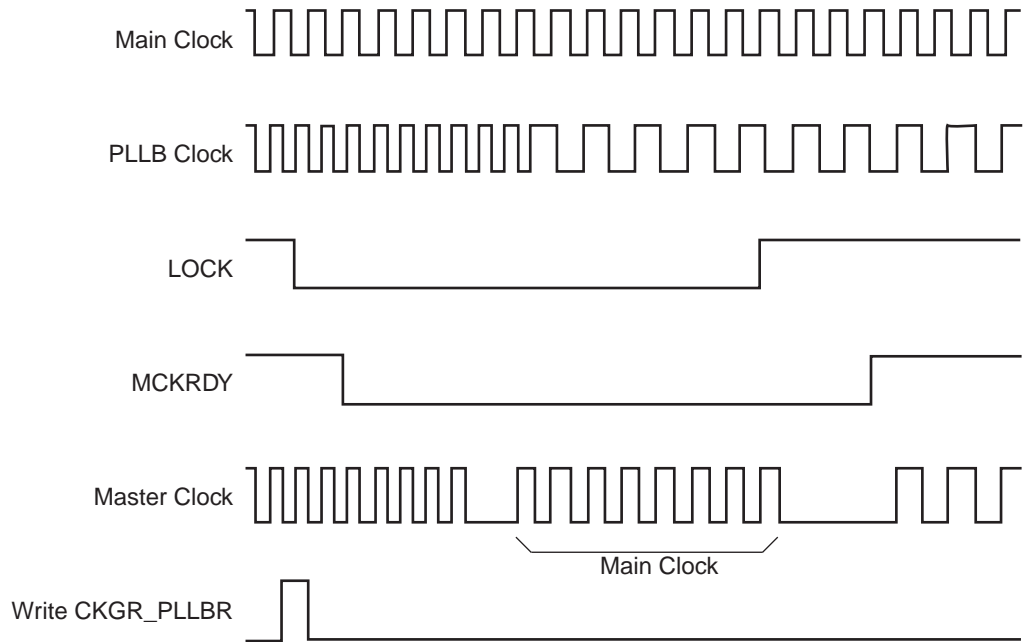 Main Clock
PLLB Clock
LOCK
MCKRDY
Master Clock
Main Clock
Write CKGR_PLLBR